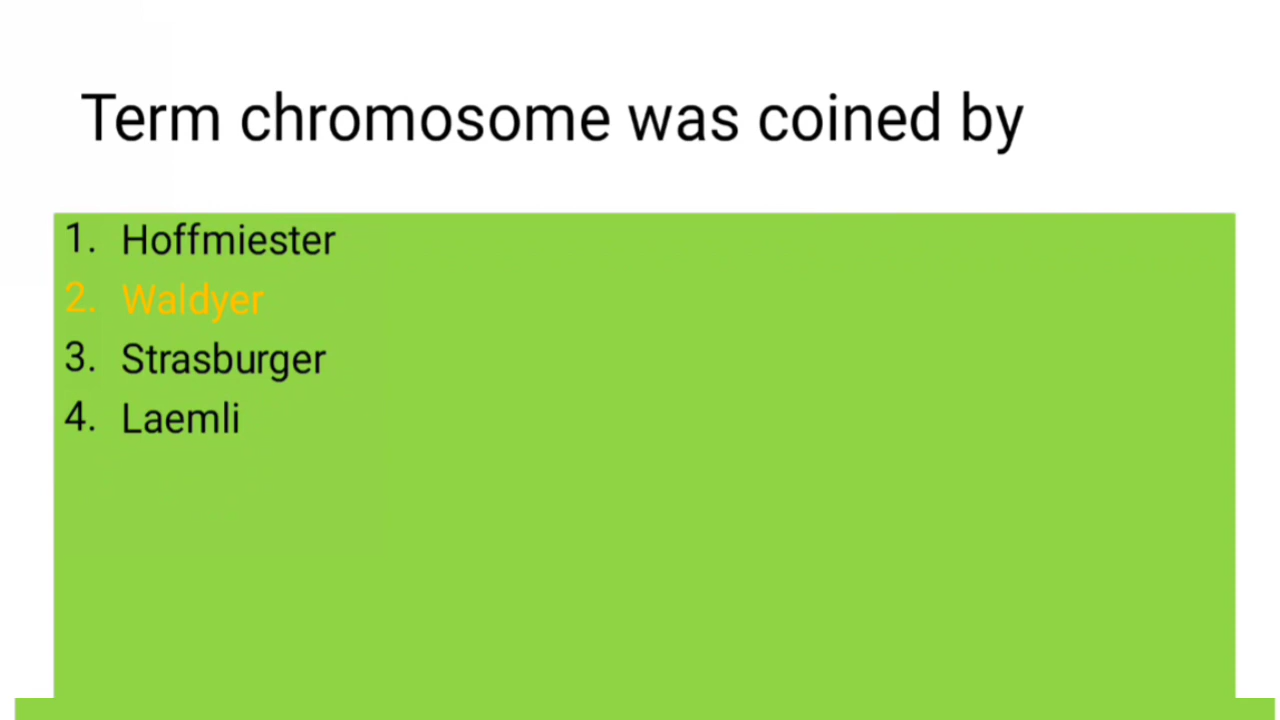 Term chromosome was coined by
1. Hoffmiester
2. Waldyer
3. Strasburger
4. Laemli